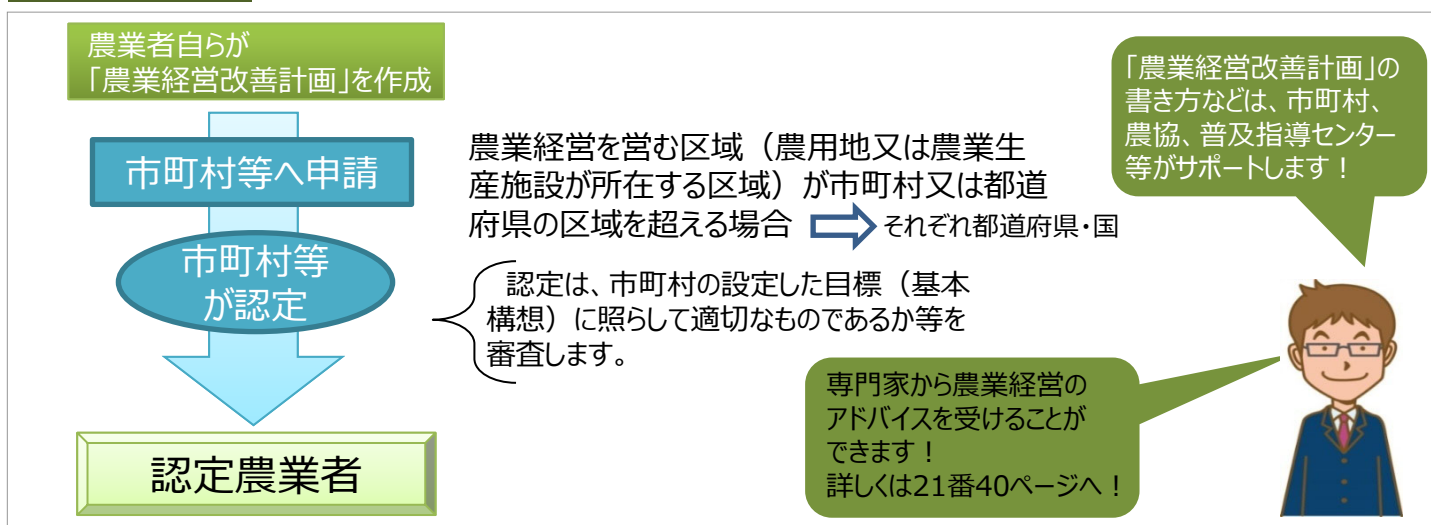 農業者自らが
「農業経営改善計画」を作成
市町村等へ申請
農業経営を営む区域（農用地又は農業生
産施設が所在する区域）が市町村又は都道
府県の区域を超える場合
それぞれ都道府県・国
市町村等
が認定
認定は、市町村の設定した目標（基本
構想）に照らして適切なものであるか等を
審査します。
認定農業者
「農業経営改善計画」の
書き方などは、市町村、
農協、普及指導センター
等がサポートします！
専門家から農業経営の
アドバイスを受けることが
できます！
詳しくは21番40ページへ！